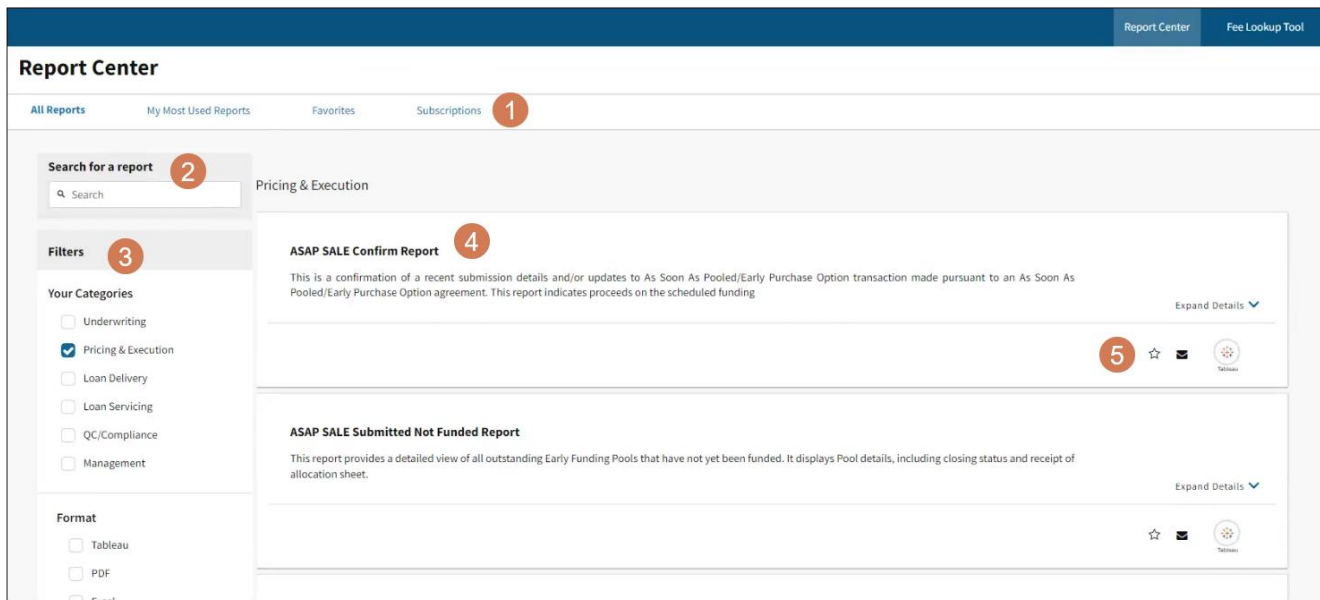 Report Center
Fee Lookup Tool
Report Center
All Reports
My Most Used Reports
Favorites
Subscriptions
1
Search for a report
2
Search
Filters
3
Your Categories
Underwriting
Pricing & Execution
Loan Delivery
Loan Servicing
QC/Compliance
Management
Format
Tableau
PDF
Excel
Pricing & Execution
ASAP SALE Confirm Report
4
This is a confirmation of a recent submission details and/or updates to As Soon As Pooled/Early Purchase Option transaction made pursuant to an As Soon As
Pooled/Early Purchase Option agreement. This report indicates proceeds on the scheduled funding
Expand Details
5
Tableau
ASAP SALE Submitted Not Funded Report
This report provides a detailed view of all outstanding Early Funding Pools that have not yet been funded. It displays Pool details, including closing status and receipt of
allocation sheet.
Expand Details
Tableau